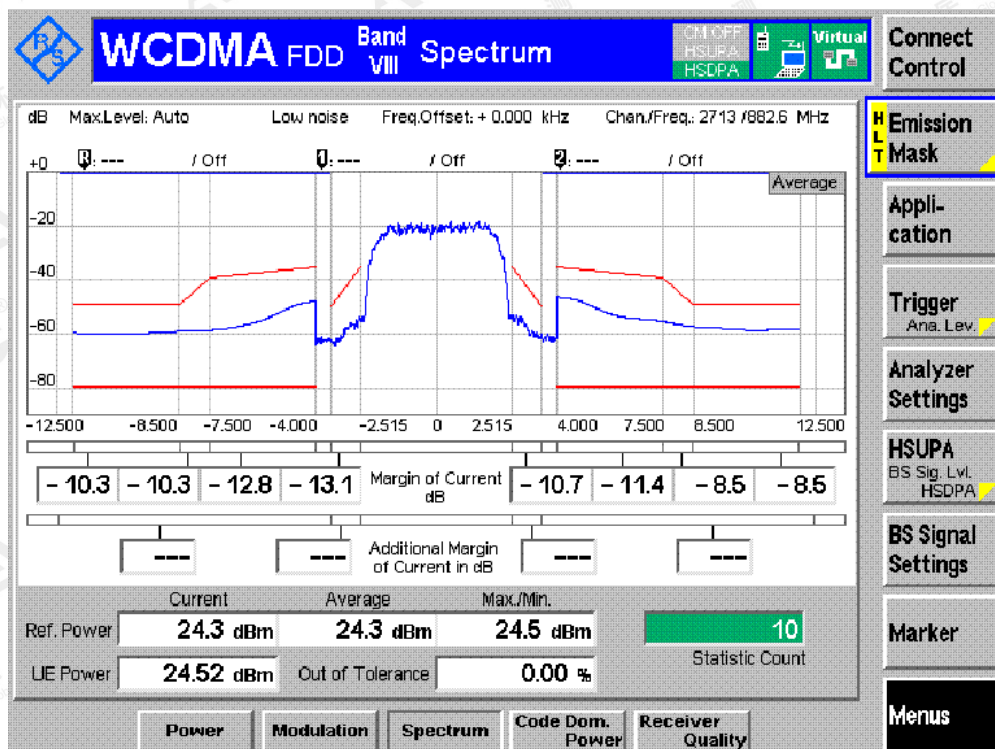 R/S
WCDMA FDD Band VIII Spectrum
CM OFF
HSUPA
HSDPA
Virtual
Connect Control
dB Max.Level: Auto Low noise Freq.Offset: + 0.000 kHz Chan./Freq.: 2713 /882.6 MHz
HLT
Emission Mask
+0 R: --- / Off 1: --- / Off 2: --- / Off
Average
-20
-40
-60
-80
-12.500 -8.500 -7.500 -4.000 -2.515 0 2.515 4.000 7.500 8.500 12.500
Appli-
cation
Trigger
Ana. Lev.
Analyzer
Settings
HSUPA
BS Sig. Lvl.
HSDPA
- 10.3 - 10.3 - 12.8 - 13.1 Margin of Current dB - 10.7 - 11.4 - 8.5 - 8.5
--- --- Additional Margin of Current in dB --- ---
BS Signal
Settings
Current Average Max./Min.
Ref. Power 24.3 dBm 24.3 dBm 24.5 dBm 10
Statistic Count
UE Power 24.52 dBm Out of Tolerance 0.00 %
Marker
Menus
Power Modulation Spectrum Code Dom. Power Receiver Quality